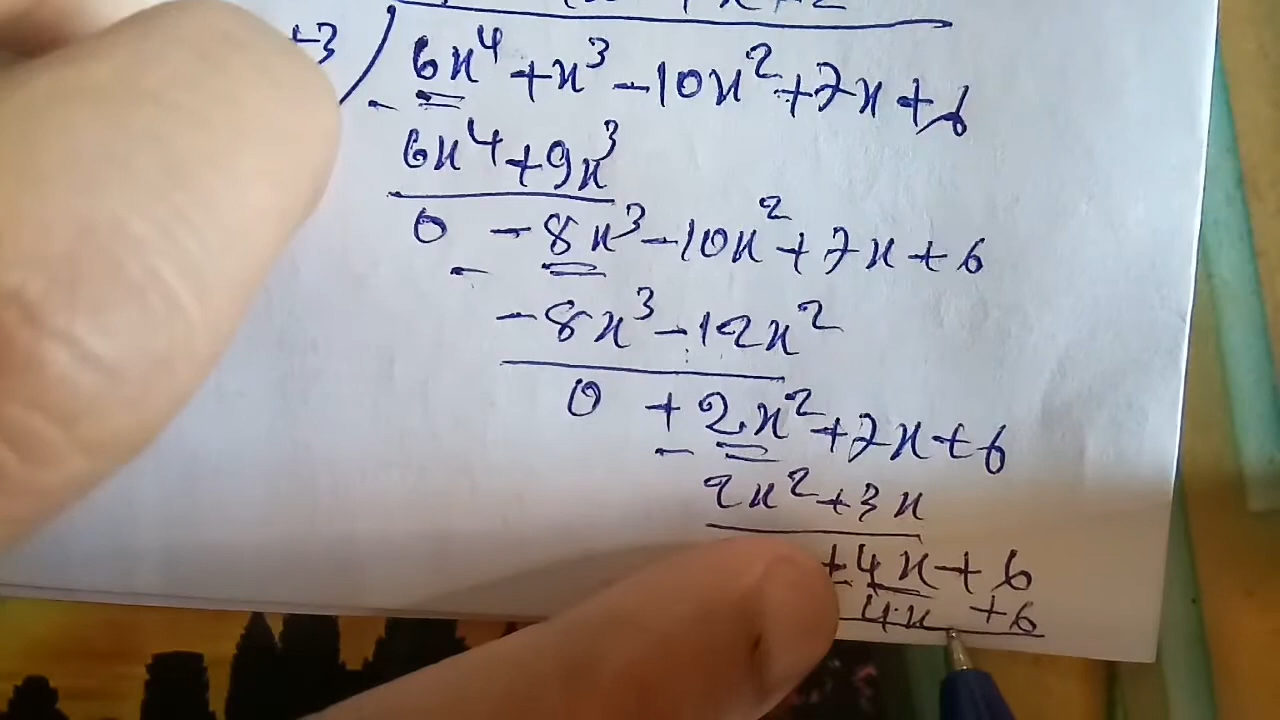 +3 ) 6x⁴ + x³ - 10x² + 7x + 6
-
6x⁴ + 9x³
0 - 8x³ - 10x² + 7x + 6
-
- 8x³ - 12x²
0 + 2x² + 7x + 6
-
2x² + 3x
+ 4x + 6
-
4x + 6